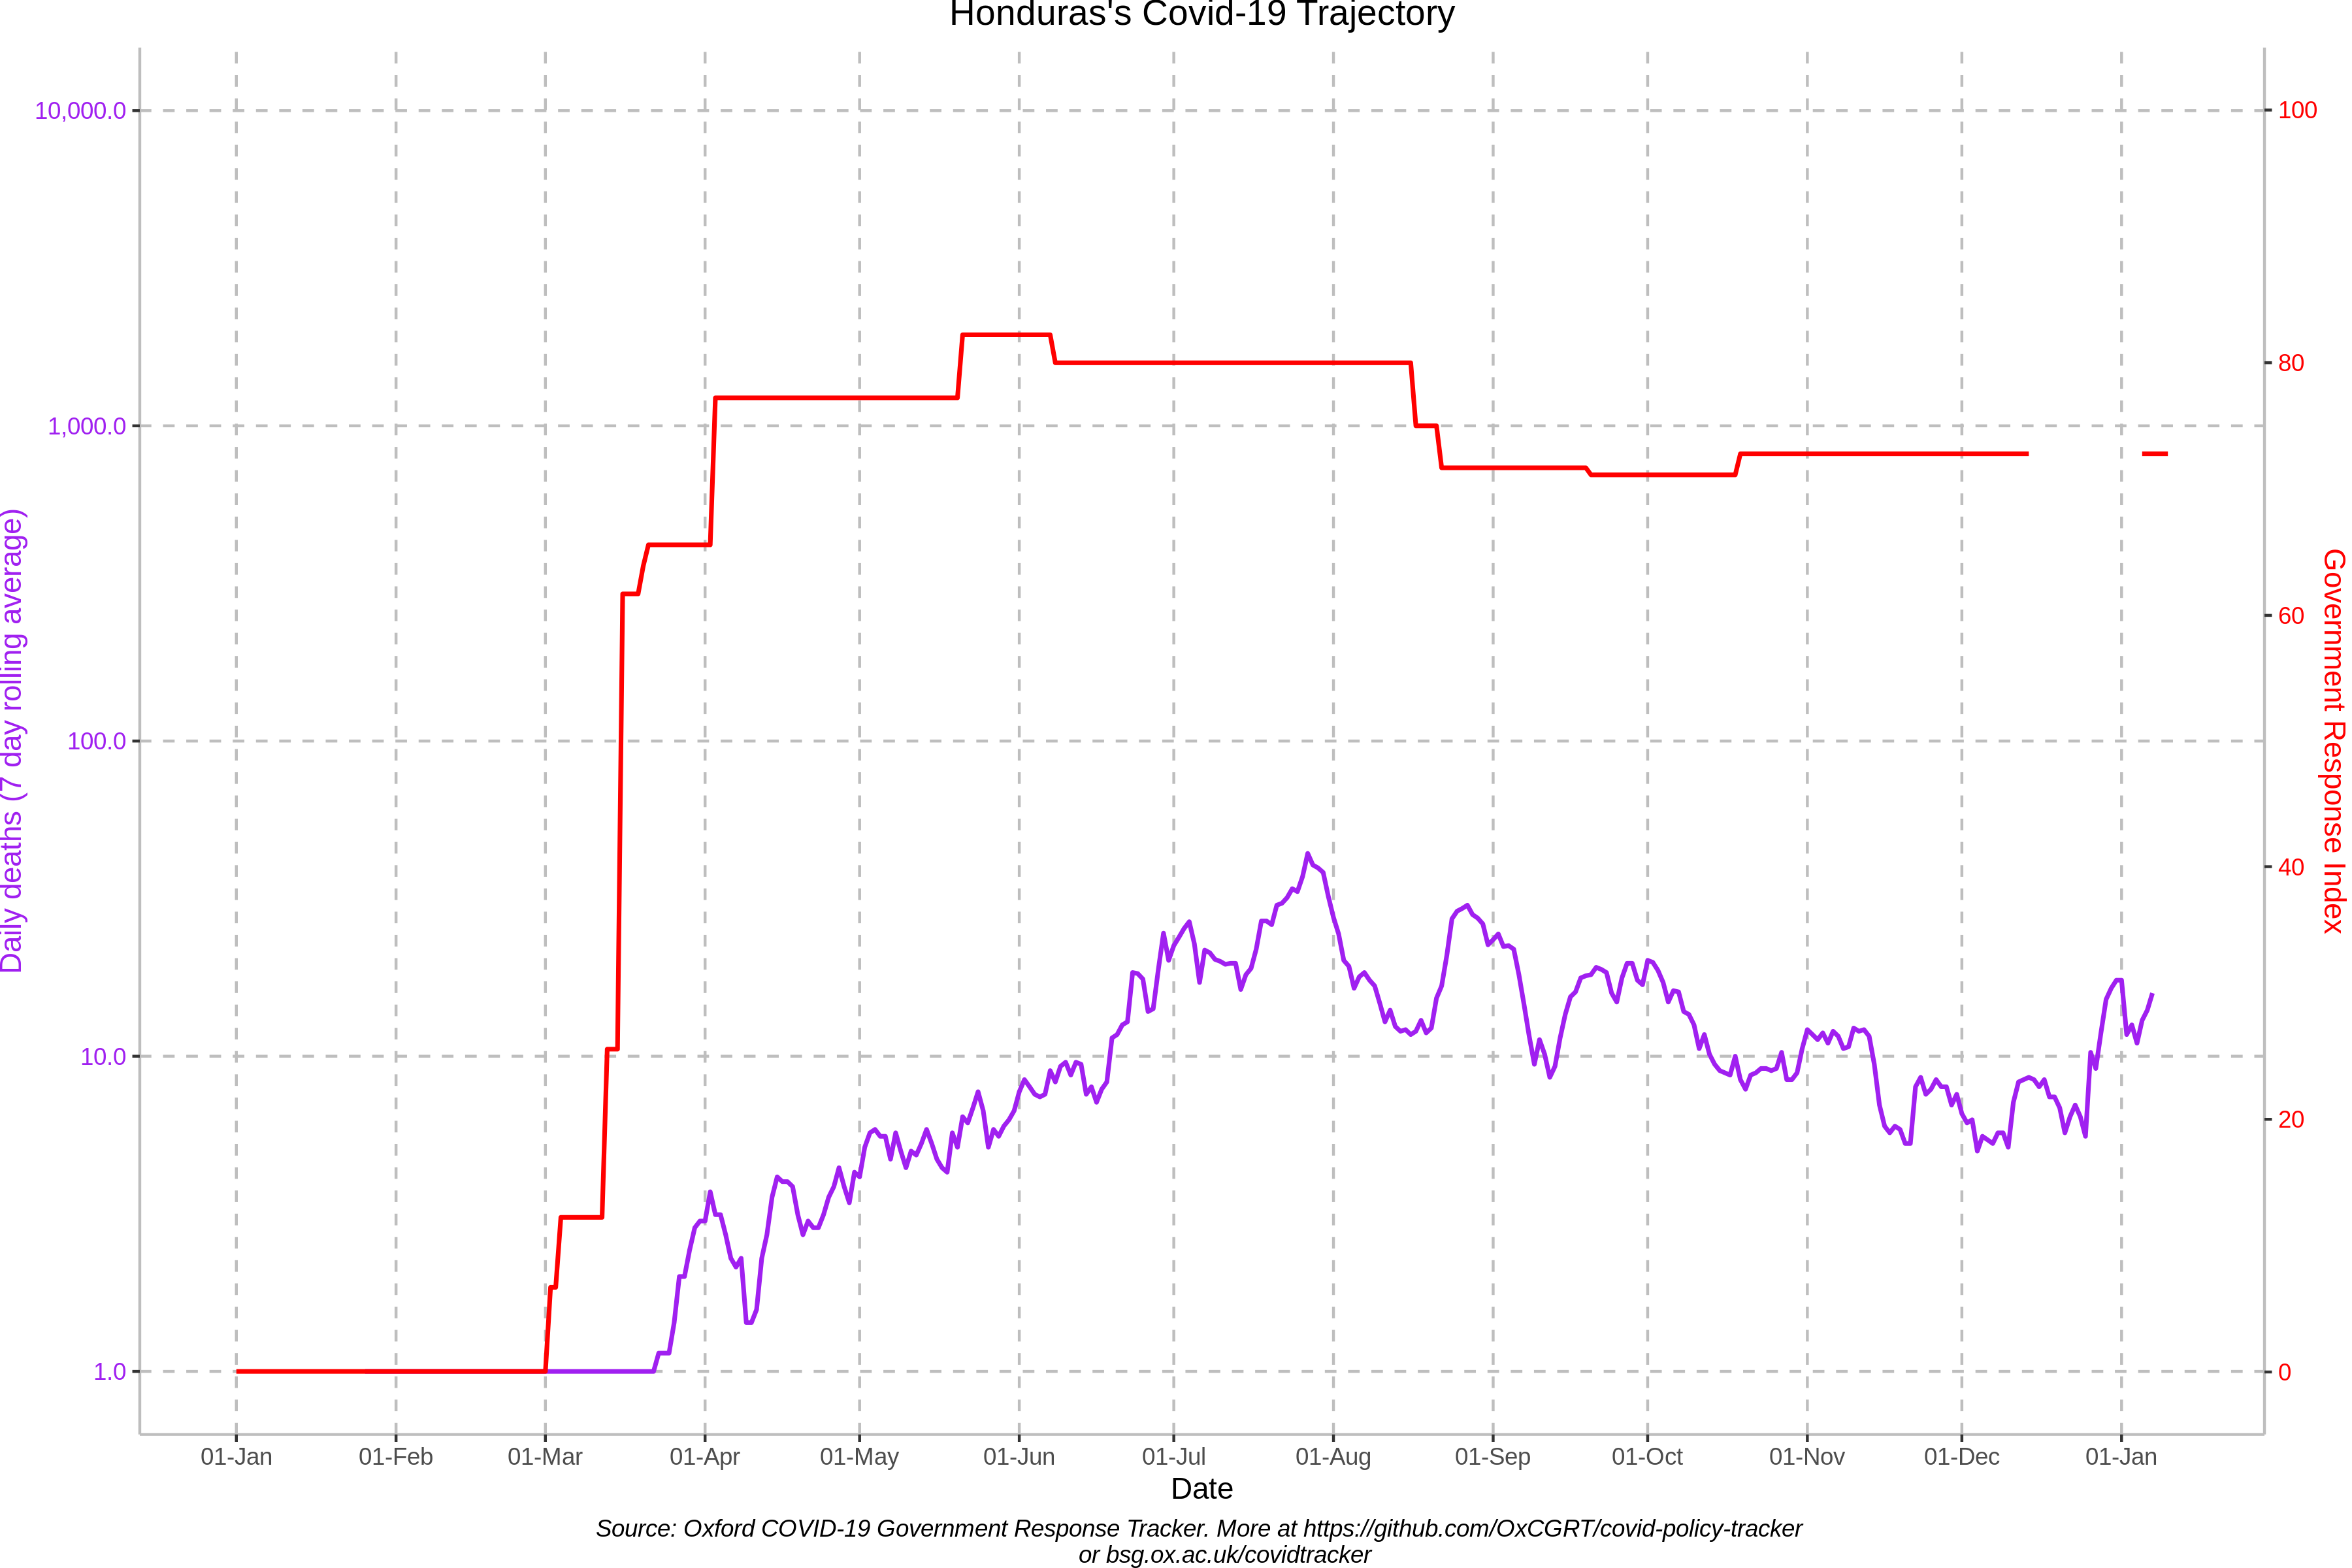 Honduras's Covid-19 Trajectory
10,000.0
1,000.0
100.0
10.0
1.0
Daily deaths (7 day rolling average)
100
80
60
40
20
0
Government Response Index
01-Jan 01-Feb 01-Mar 01-Apr 01-May 01-Jun 01-Jul 01-Aug 01-Sep 01-Oct 01-Nov 01-Dec 01-Jan
Date
Source: Oxford COVID-19 Government Response Tracker. More at https://github.com/OxCGRT/covid-policy-tracker
or bsg.ox.ac.uk/covidtracker